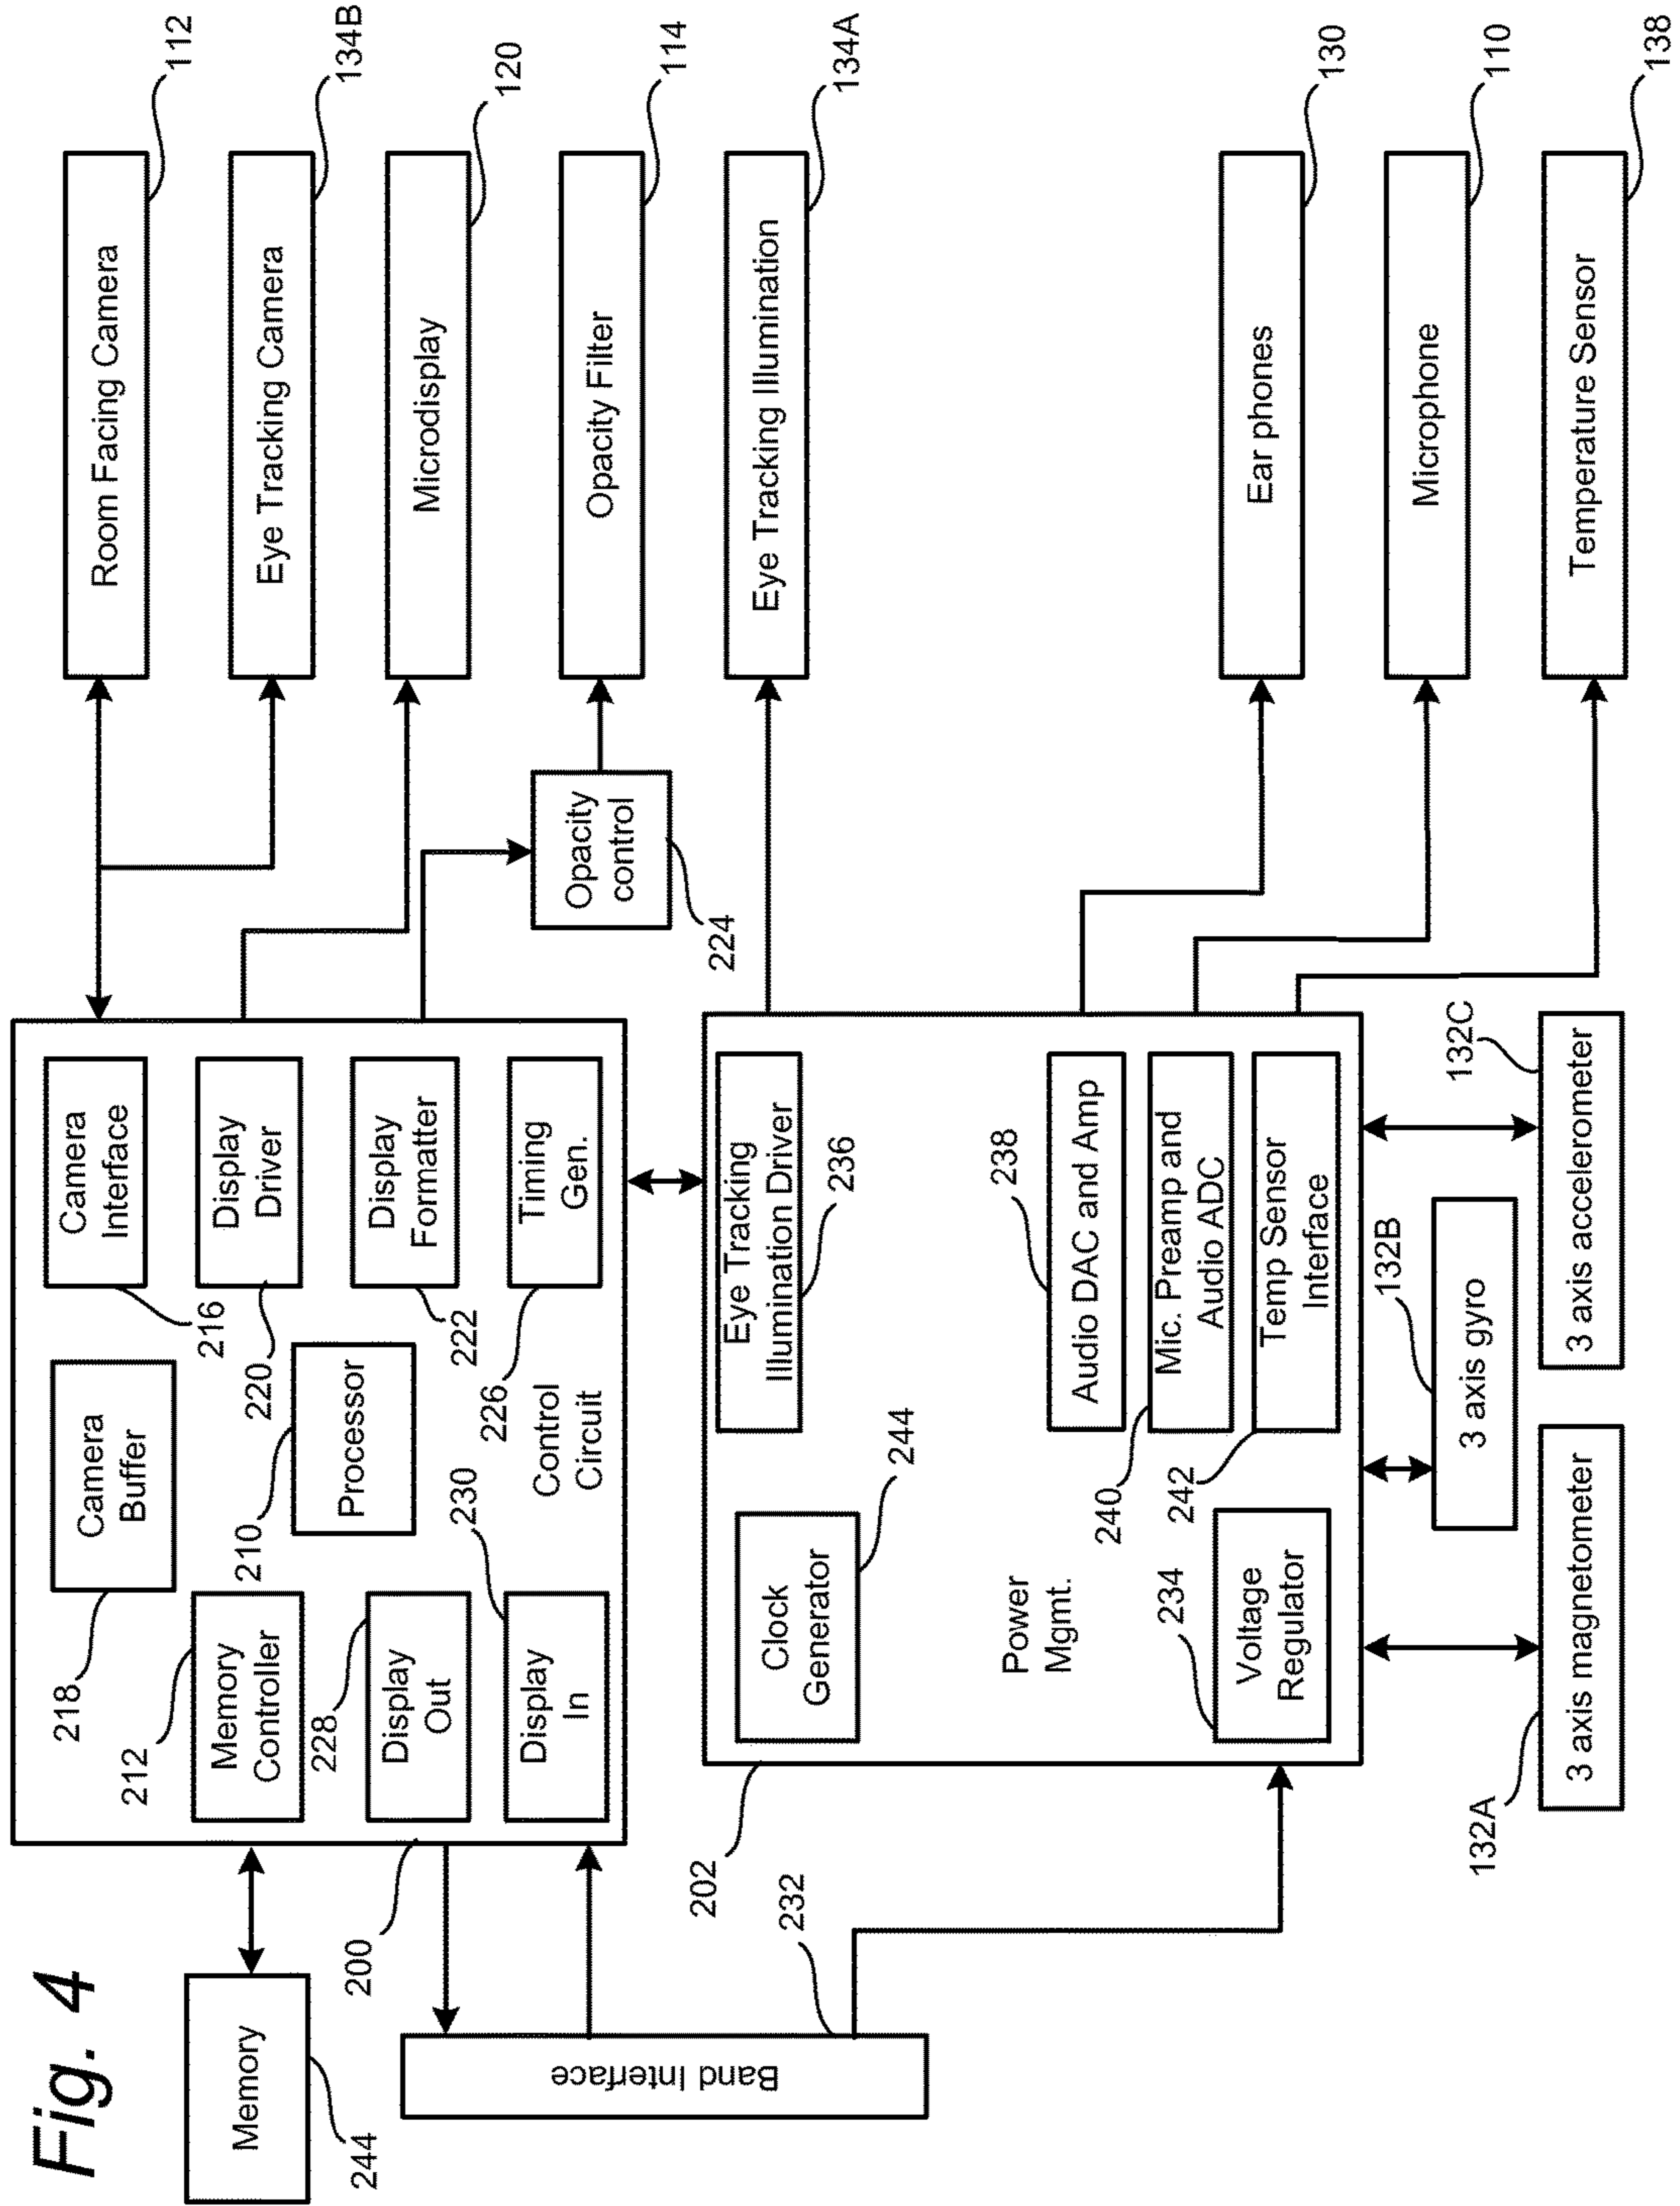 Fig. 4
Memory
244
Band Interface
232
200
Control
Circuit
Memory
Controller
212
Camera
Buffer
218
Camera
Interface
216
Display
Driver
220
Processor
210
Display
Out
228
Display
Formatter
222
Display
In
230
Timing
Gen.
226
Opacity
control
224
Room Facing Camera
112
Eye Tracking Camera
134B
Microdisplay
120
Opacity Filter
114
Eye Tracking Illumination
134A
202
Power
Mgmt.
Clock
Generator
244
Eye Tracking
Illumination Driver
236
Audio DAC and Amp
238
Mic. Preamp and
Audio ADC
240
Voltage
Regulator
234
Temp Sensor
Interface
242
Ear phones
130
Microphone
110
Temperature Sensor
138
3 axis magnetometer
132A
3 axis gyro
132B
3 axis accelerometer
132C